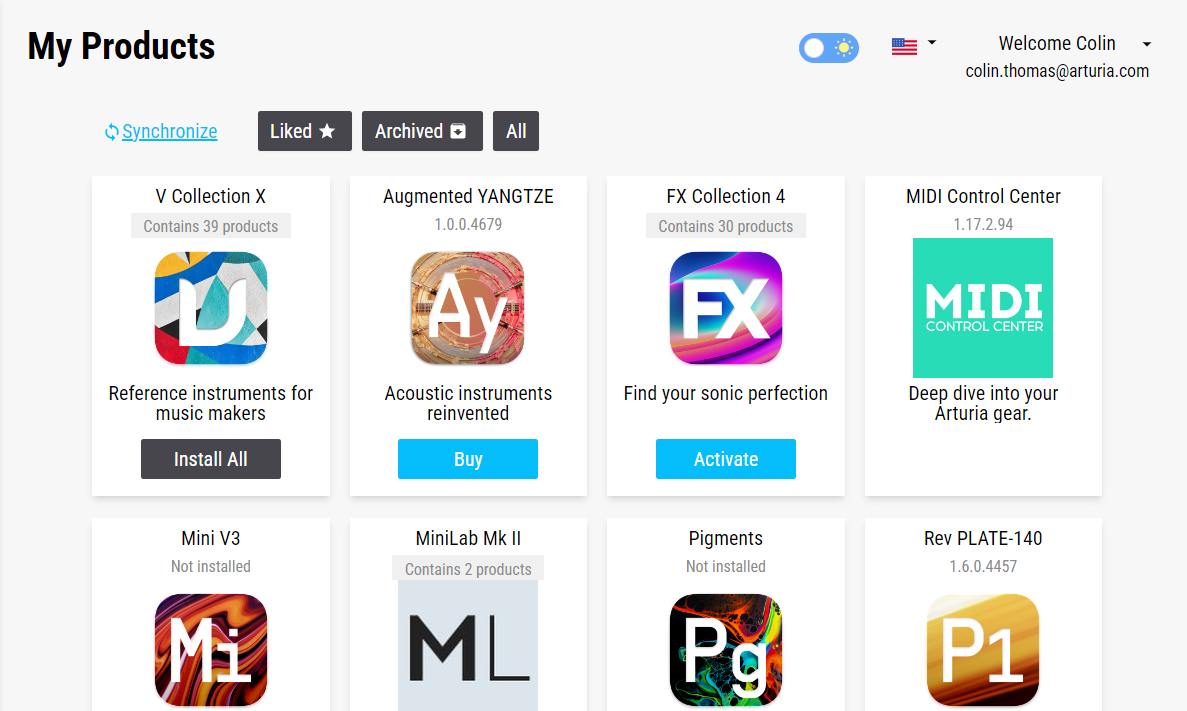 My Products
Welcome Colin
colin.thomas@arturia.com
Synchronize
Liked
Archived
All
V Collection X
Contains 39 products
V
Reference instruments for
music makers
Install All
Augmented YANGTZE
1.0.0.4679
Ay
Acoustic instruments
reinvented
Buy
FX Collection 4
Contains 30 products
FX
Find your sonic perfection
Activate
MIDI Control Center
1.17.2.94
MIDI
CONTROL CENTER
Deep dive into your
Arturia gear.
Mini V3
Not installed
Mi
MiniLab Mk II
Contains 2 products
ML
Pigments
Not installed
Pg
Rev PLATE-140
1.6.0.4457
P1